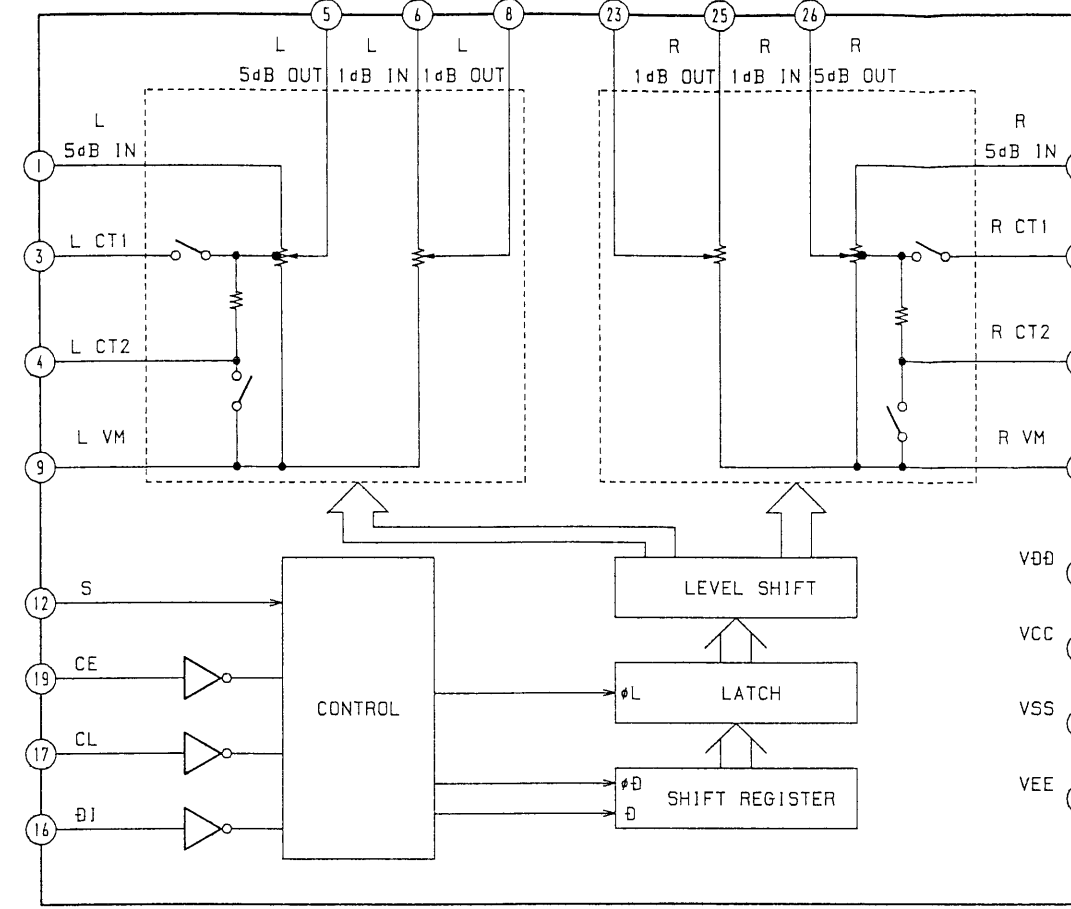 5 6 8 23 25 26
L L L R R R
5dB OUT 1dB IN 1dB OUT 1dB OUT 1dB IN 5dB OUT
L R
1 5dB IN 5dB IN
3 L CT1 R CT1
4 L CT2 R CT2
9 L VM R VM
VDD
12 S LEVEL SHIFT
VCC
19 CE
CONTROL φL LATCH
VSS
17 CL
φD SHIFT REGISTER VEE
D
16 DI